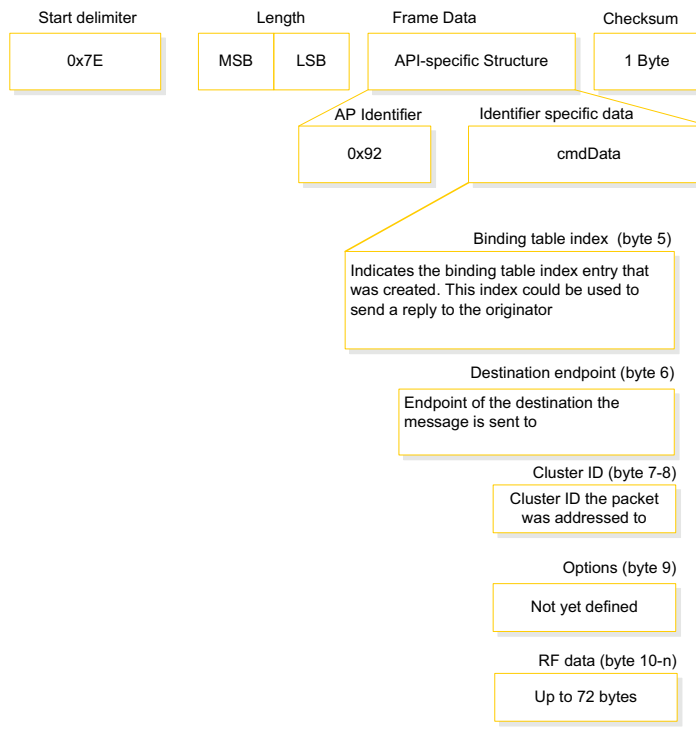 Start delimiter
Length
Frame Data
Checksum
0x7E
MSB
LSB
API-specific Structure
1 Byte
AP Identifier
Identifier specific data
0x92
cmdData
Binding table index (byte 5)
Indicates the binding table index entry that
was created. This index could be used to
send a reply to the originator
Destination endpoint (byte 6)
Endpoint of the destination the
message is sent to
Cluster ID (byte 7-8)
Cluster ID the packet
was addressed to
Options (byte 9)
Not yet defined
RF data (byte 10-n)
Up to 72 bytes